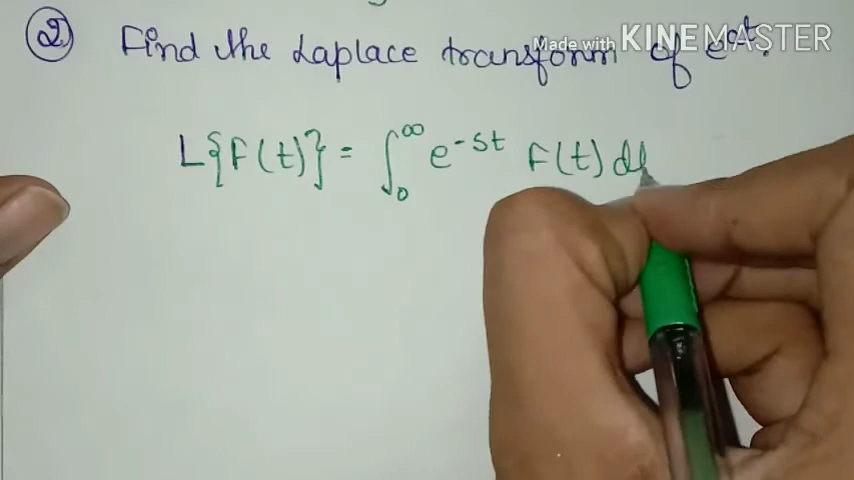 ② Find the Laplace transform of e^at.
Made with KINEMASTER
L{F(t)} = ∫₀^∞ e^-st F(t) dt